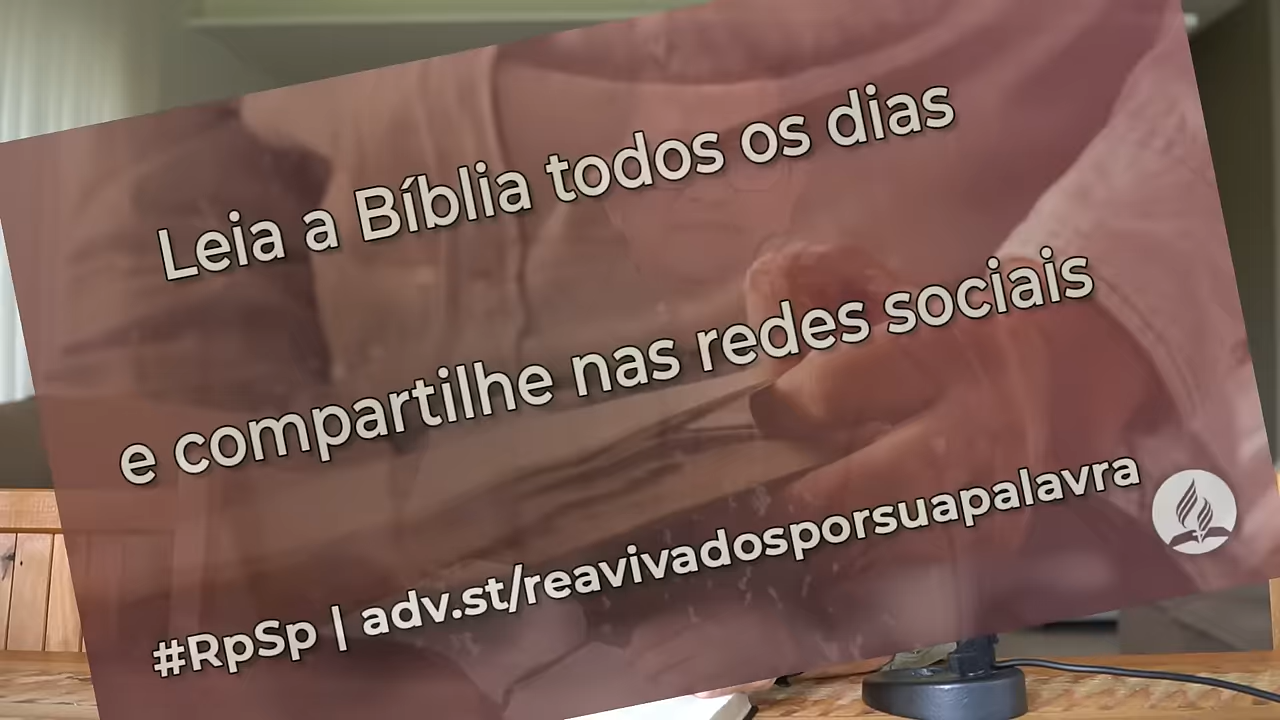 Leia a Bíblia todos os dias
e compartilhe nas redes sociais
#RpSp | adv.st/reavivadosporsuapalavra